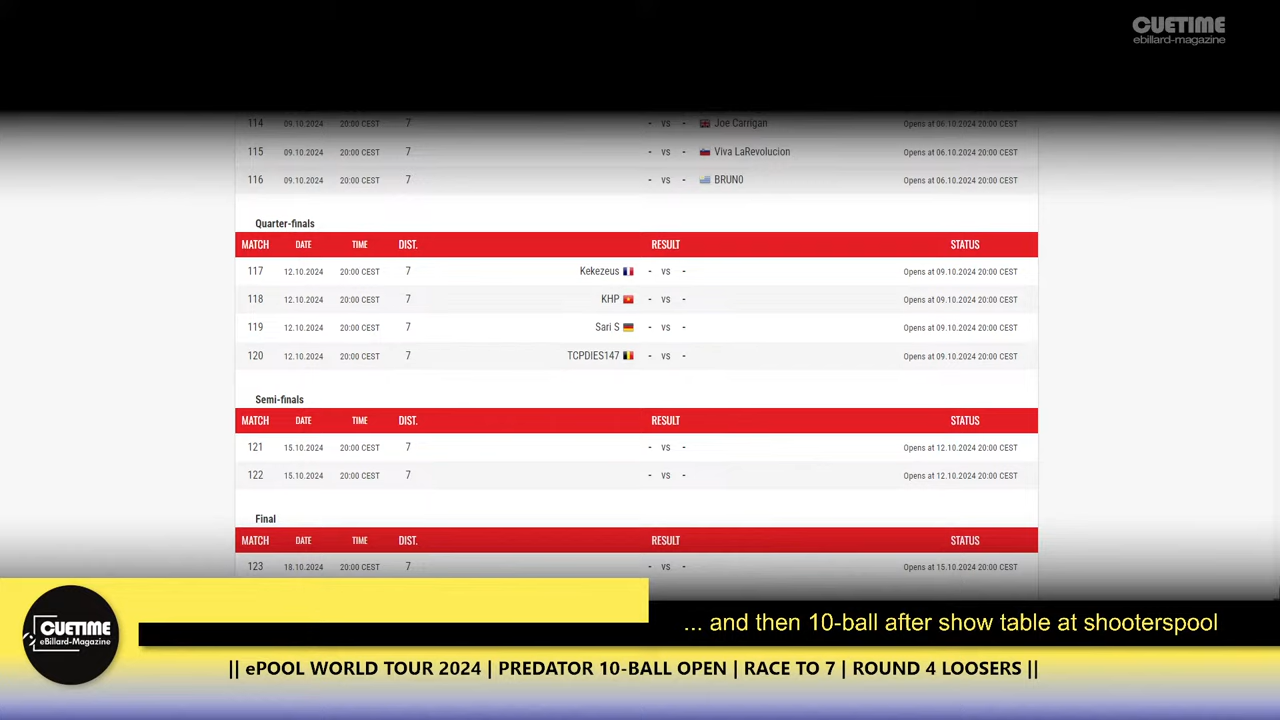 CUETIME
ebillard-magazine
114 09.10.2024 20:00 CEST 7 - vs - Joe Carrigan Opens at 06.10.2024 20:00 CEST
115 09.10.2024 20:00 CEST 7 - vs - Viva LaRevolucion Opens at 06.10.2024 20:00 CEST
116 09.10.2024 20:00 CEST 7 - vs - BRUN0 Opens at 06.10.2024 20:00 CEST
Quarter-finals
MATCH DATE TIME DIST. RESULT STATUS
117 12.10.2024 20:00 CEST 7 Kekezeus - vs - Opens at 09.10.2024 20:00 CEST
118 12.10.2024 20:00 CEST 7 KHP - vs - Opens at 09.10.2024 20:00 CEST
119 12.10.2024 20:00 CEST 7 Sari S - vs - Opens at 09.10.2024 20:00 CEST
120 12.10.2024 20:00 CEST 7 TCPDIES147 - vs - Opens at 09.10.2024 20:00 CEST
Semi-finals
MATCH DATE TIME DIST. RESULT STATUS
121 15.10.2024 20:00 CEST 7 - vs - Opens at 12.10.2024 20:00 CEST
122 15.10.2024 20:00 CEST 7 - vs - Opens at 12.10.2024 20:00 CEST
Final
MATCH DATE TIME DIST. RESULT STATUS
123 18.10.2024 20:00 CEST 7 - vs - Opens at 15.10.2024 20:00 CEST
CUETIME
eBillard-Magazine
... and then 10-ball after show table at shooterspool
|| ePOOL WORLD TOUR 2024 | PREDATOR 10-BALL OPEN | RACE TO 7 | ROUND 4 LOOSERS ||